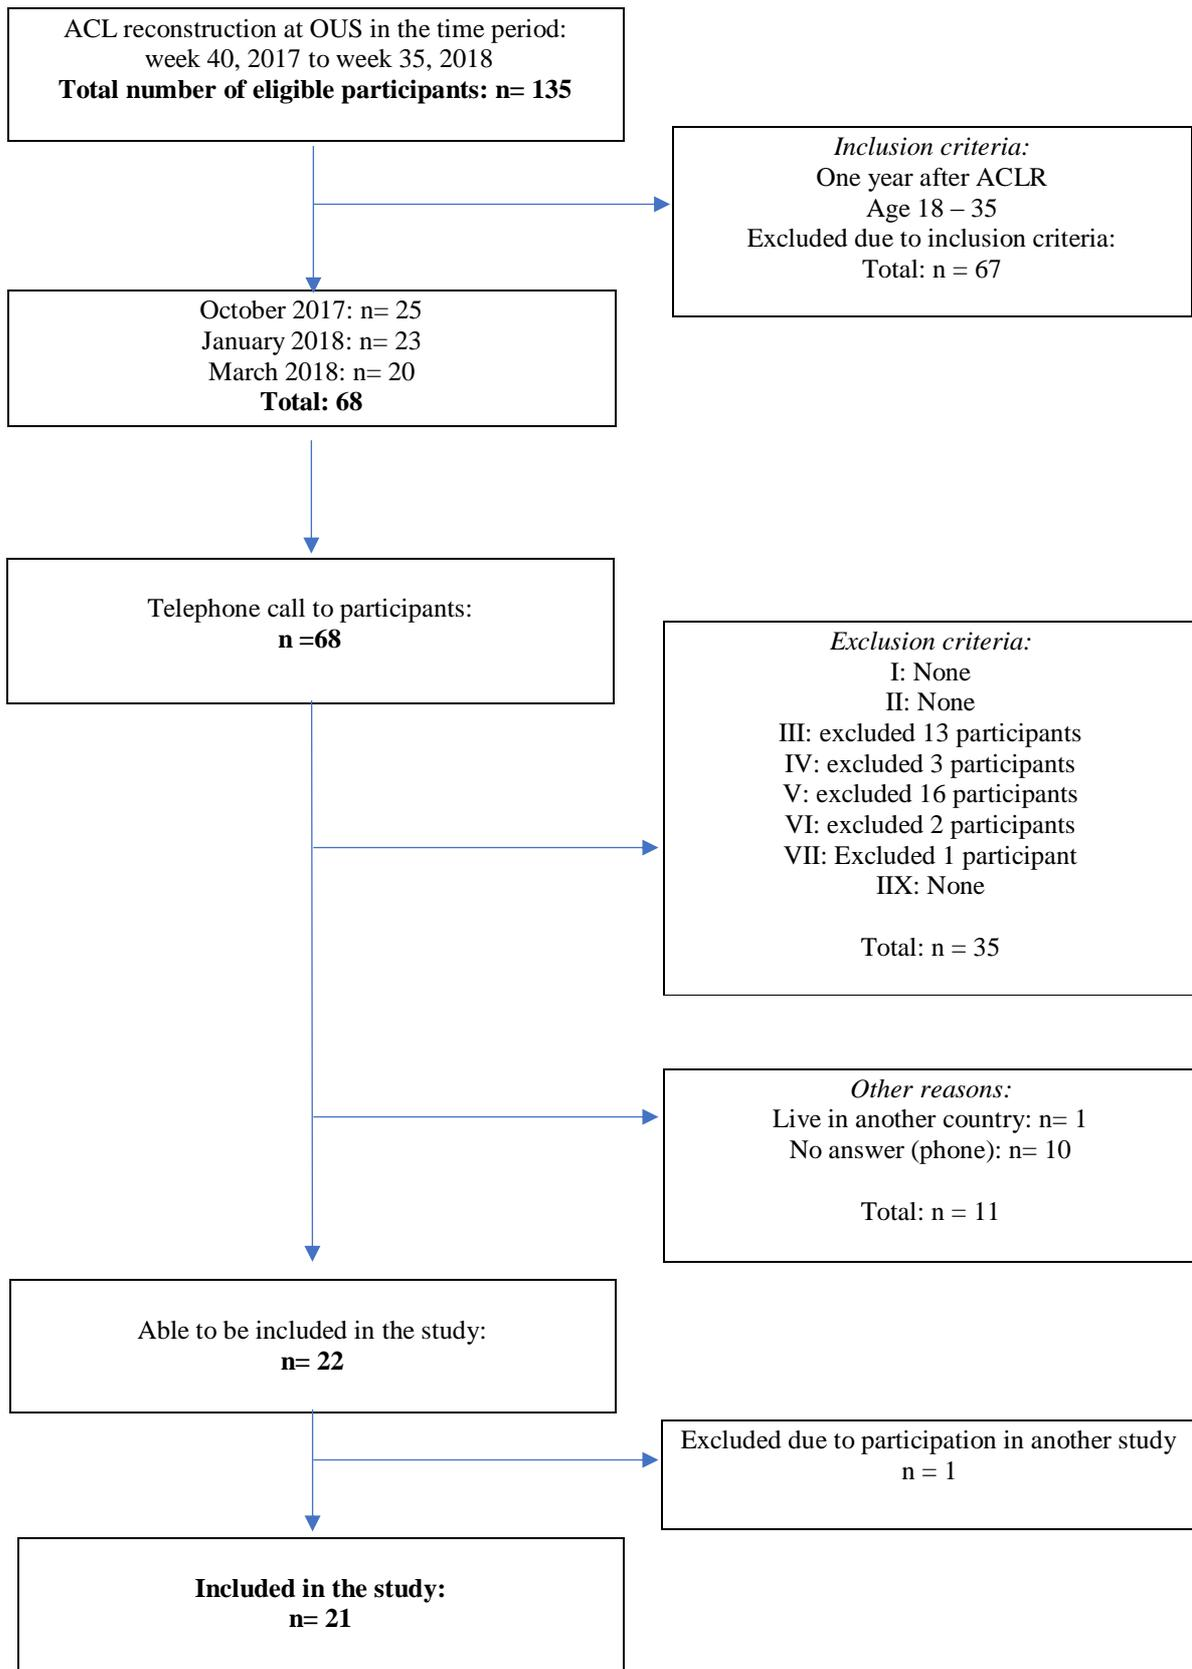 ACL reconstruction at OUS in the time period:
week 40, 2017 to week 35, 2018
Total number of eligible participants: n= 135
Inclusion criteria:
One year after ACLR
Age 18 – 35
Excluded due to inclusion criteria:
Total: n = 67
October 2017: n= 25
January 2018: n= 23
March 2018: n= 20
Total: 68
Telephone call to participants:
n =68
Exclusion criteria:
I: None
II: None
III: excluded 13 participants
IV: excluded 3 participants
V: excluded 16 participants
VI: excluded 2 participants
VII: Excluded 1 participant
IIX: None
Total: n = 35
Other reasons:
Live in another country: n= 1
No answer (phone): n= 10
Total: n = 11
Able to be included in the study:
n= 22
Excluded due to participation in another study
n = 1
Included in the study:
n= 21